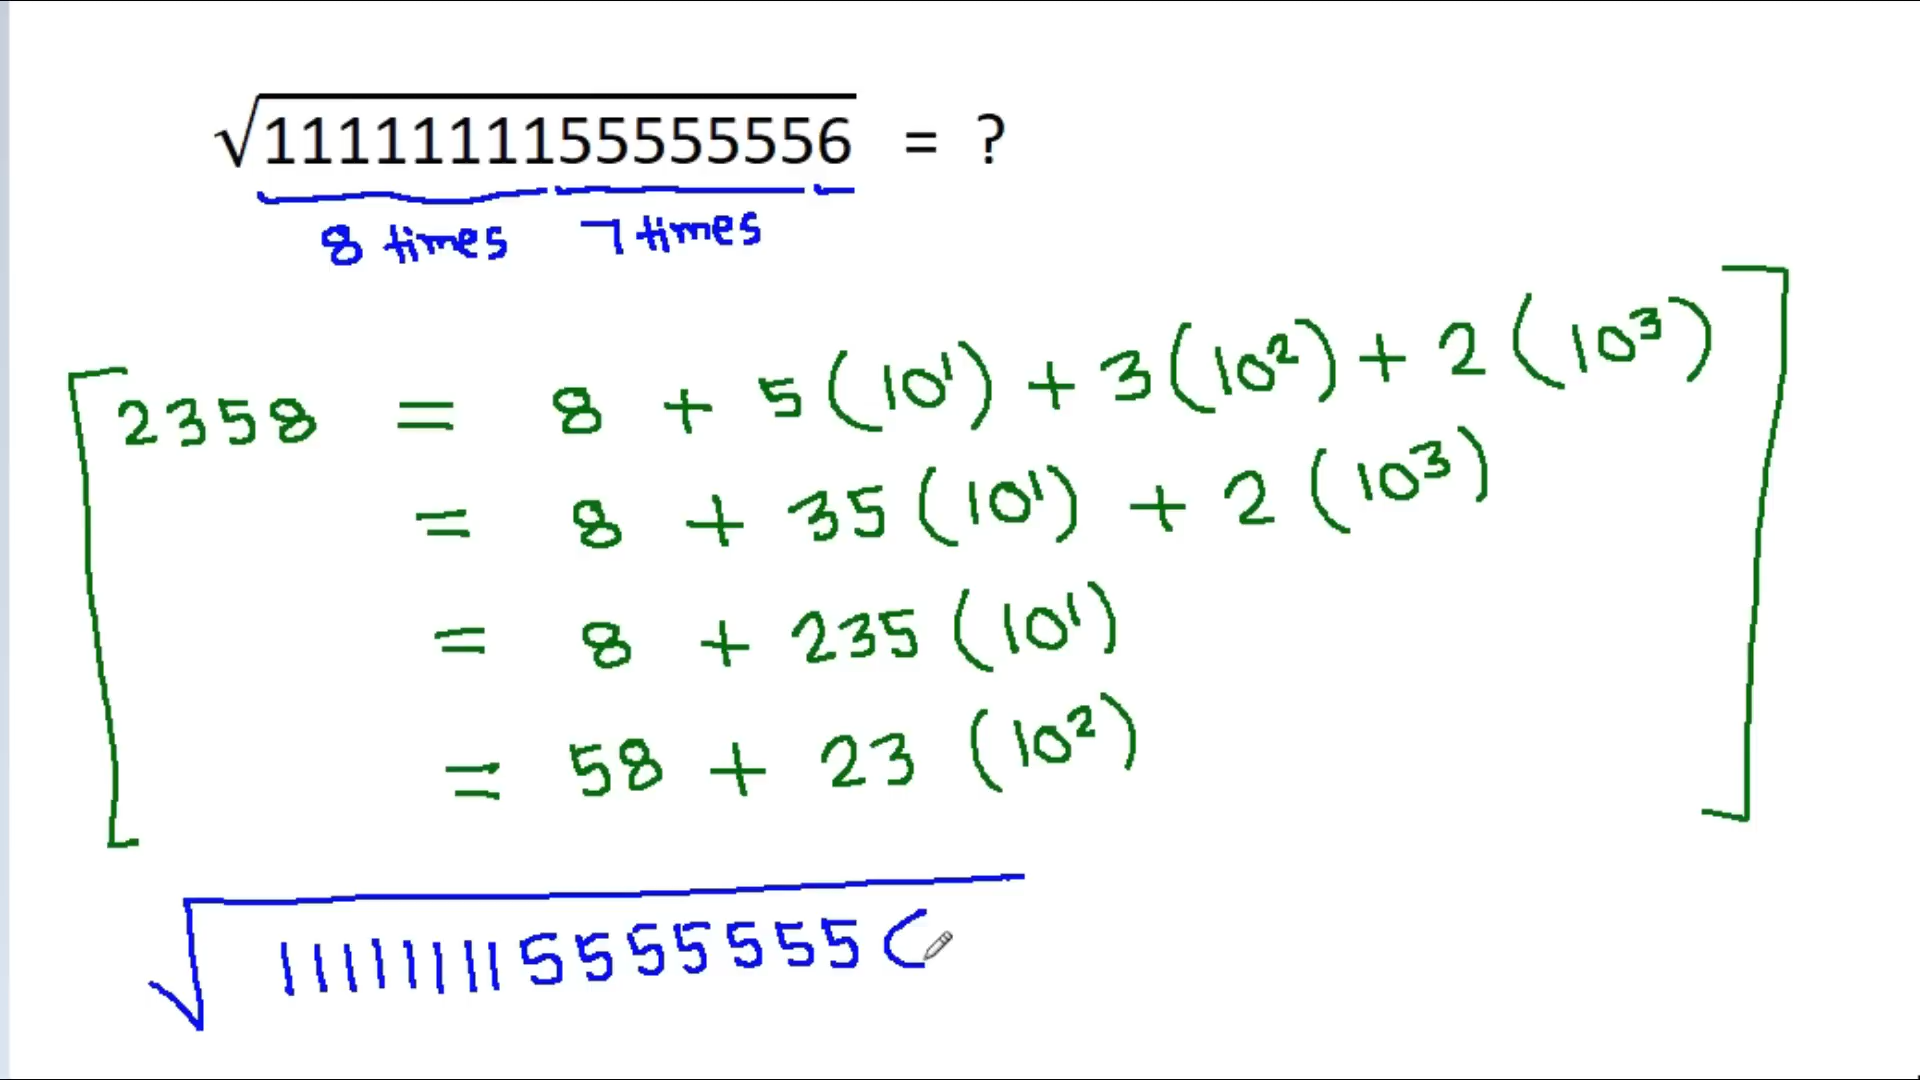 √1111111155555556 = ?
8 times 7 times
2358 = 8 + 5(10¹) + 3(10²) + 2(10³)
= 8 + 35(10¹) + 2(10³)
= 8 + 235(10¹)
= 58 + 23(10²)
√111111115555555